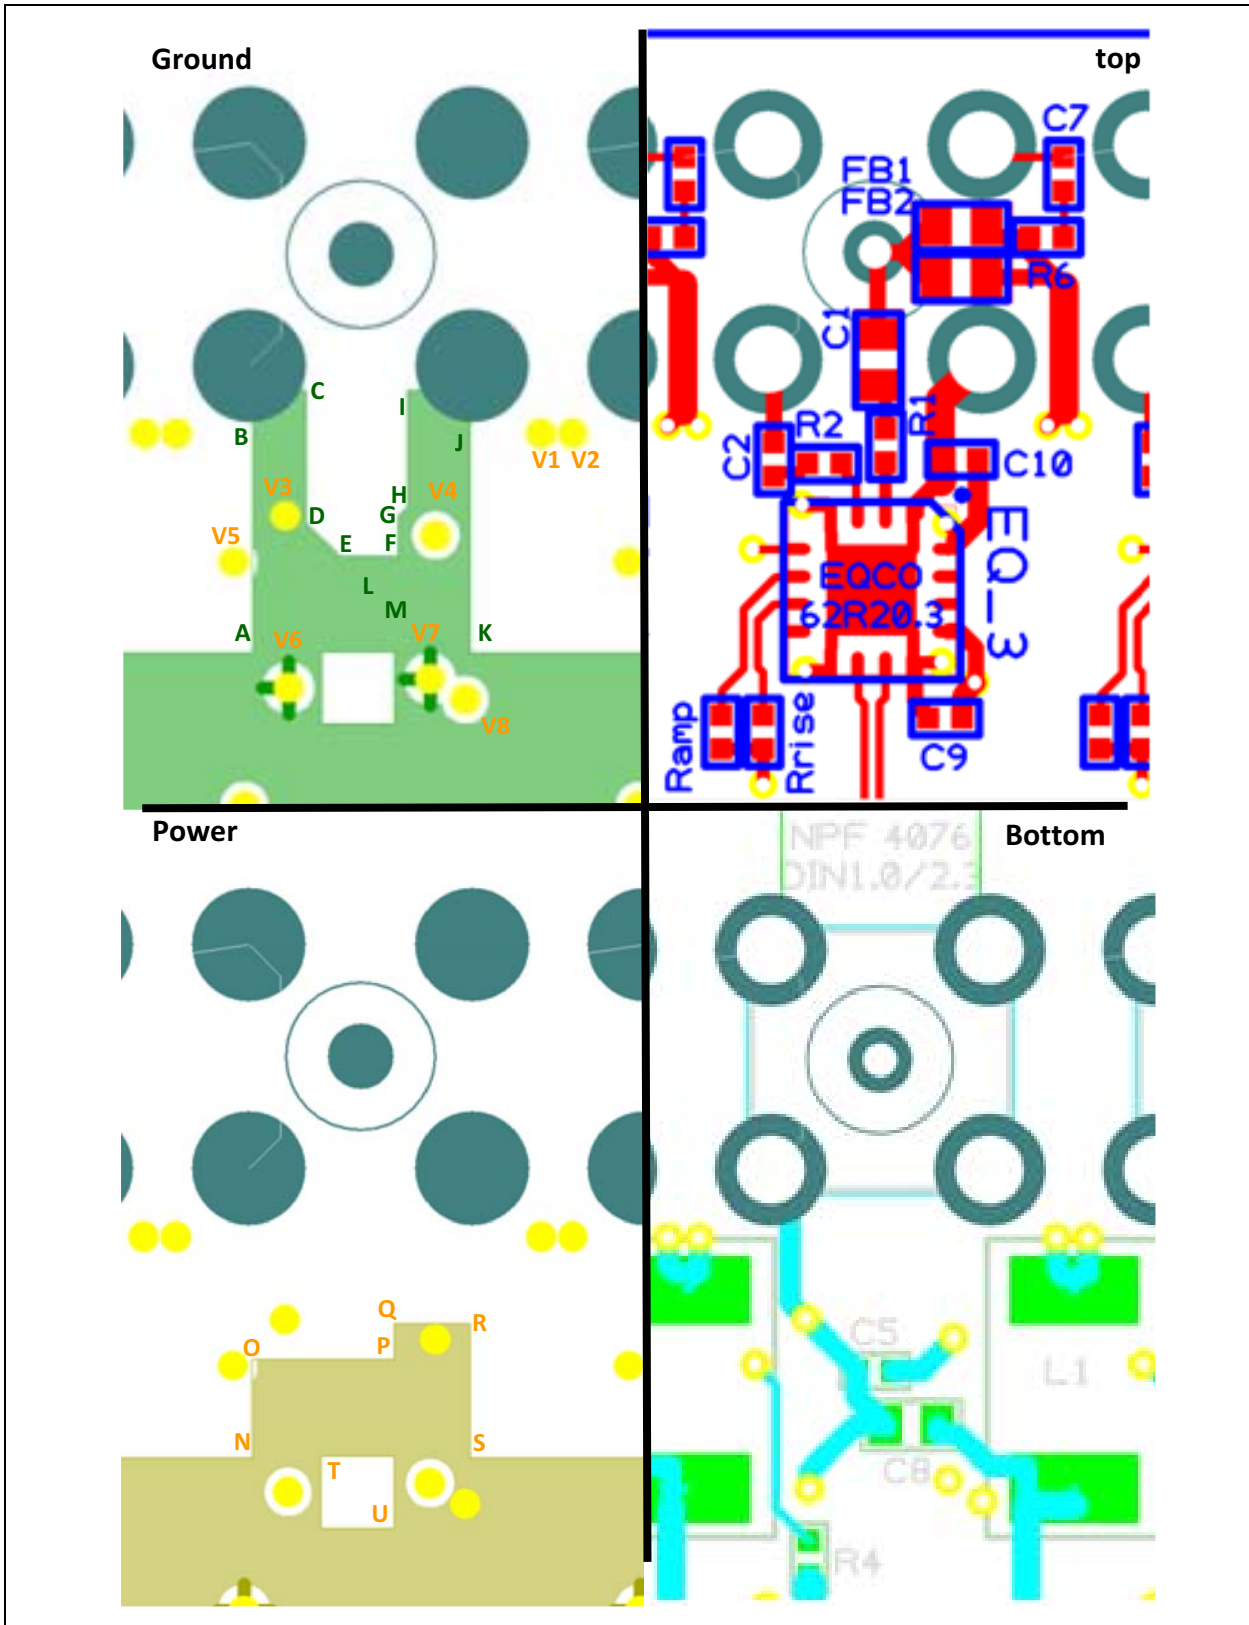 Ground
top
C7
FB1
FB2
R6
C1
R1
C
I
B
J
R2
C2
C10
V1 V2
V3
H
V4
D
G
V5
E
F
EQ_3
L
EQCO
M
62R20.3
A
V6
V7
K
V8
Ramp
Rrise
C9
Power
Bottom
NPF 4076
DIN1.0/2.3
Q
R
O
P
C5
L1
N
S
T
C8
U
R4